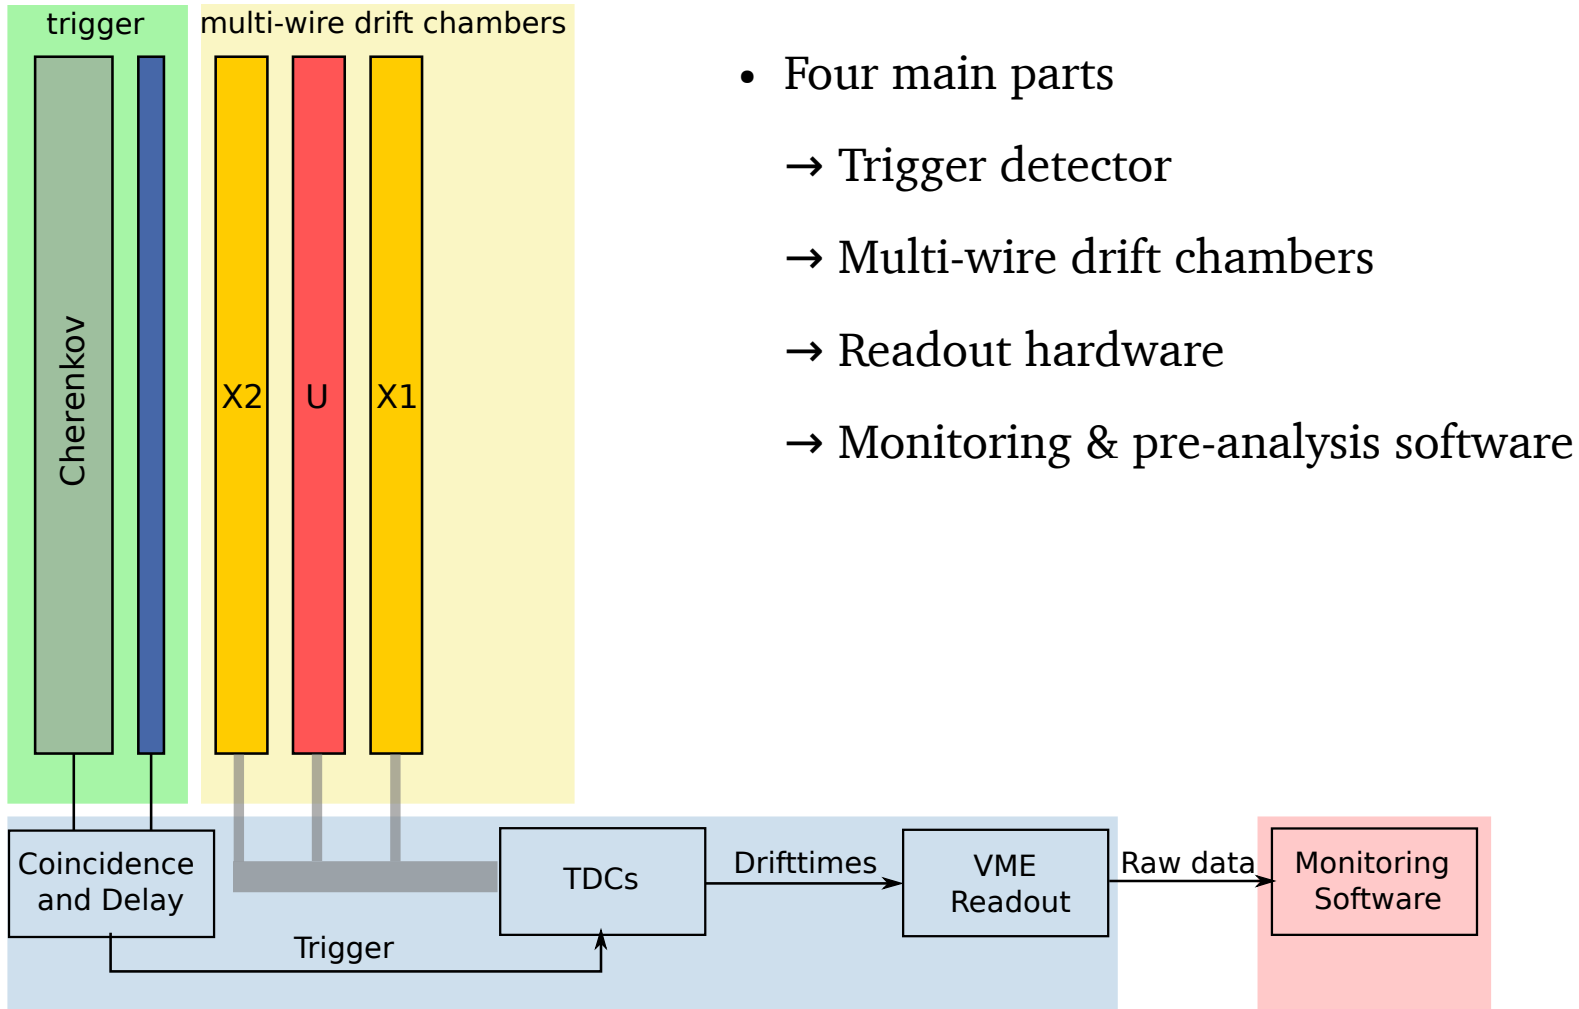 trigger
multi-wire drift chambers
Cherenkov
X2
U
X1
• Four main parts
→ Trigger detector
→ Multi-wire drift chambers
→ Readout hardware
→ Monitoring & pre-analysis software
Coincidence
and Delay
Trigger
TDCs
Drifttimes
VME
Readout
Raw data
Monitoring
Software